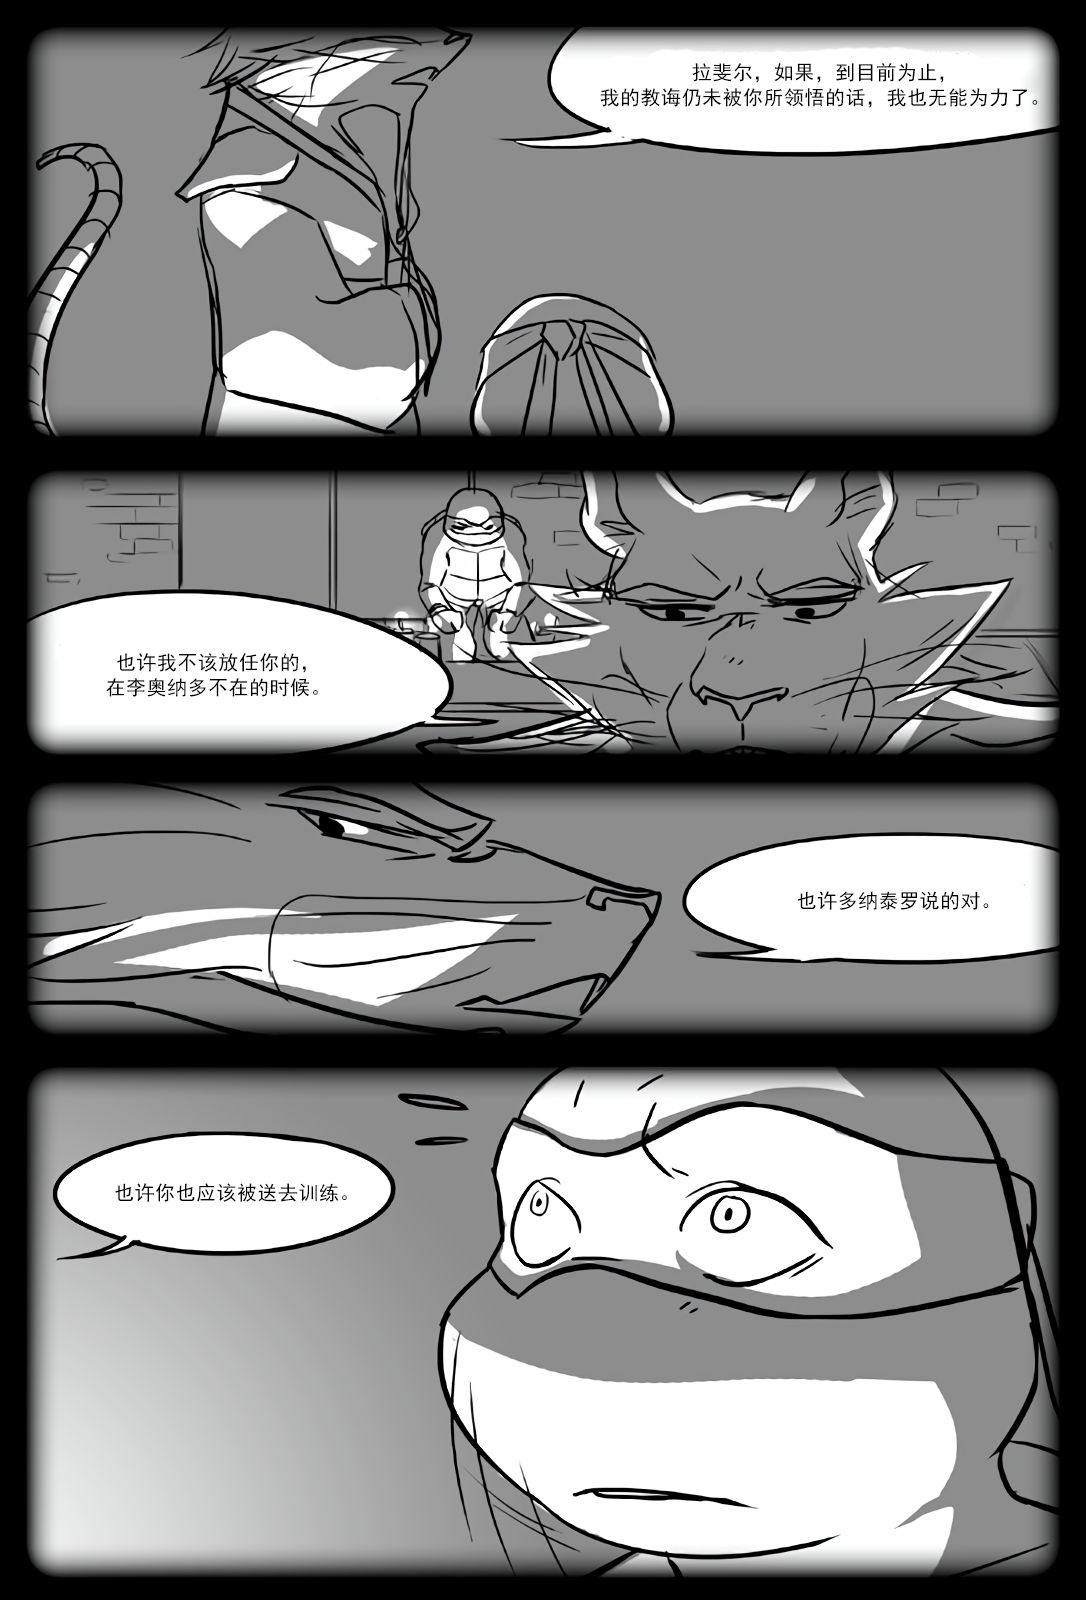 拉斐尔，如果，到目前为止，
我的教诲仍未被你所领悟的话，我也无能为力了。
也许我不该放任你的，
在李奥纳多不在的时候。
也许多纳泰罗说的对。
也许你也应该被送去训练。